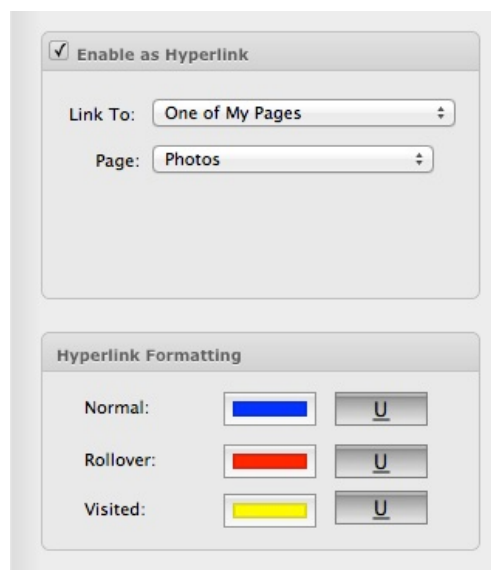 Enable as Hyperlink
Link To: One of My Pages
Page: Photos
Hyperlink Formatting
Normal: U
Rollover: U
Visited: U